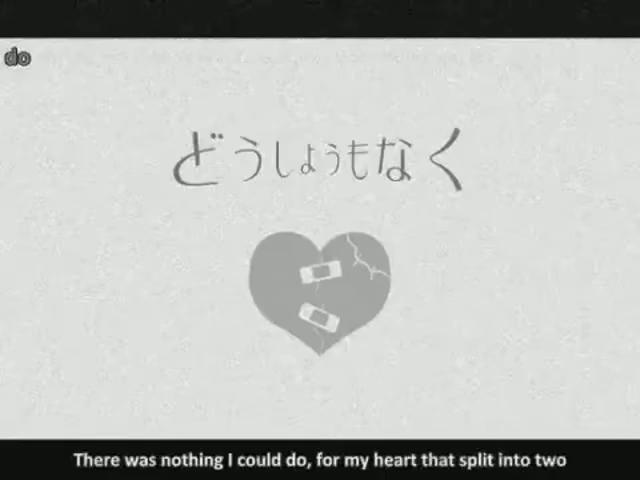 do
どうしようもなく
There was nothing I could do, for my heart that split into two